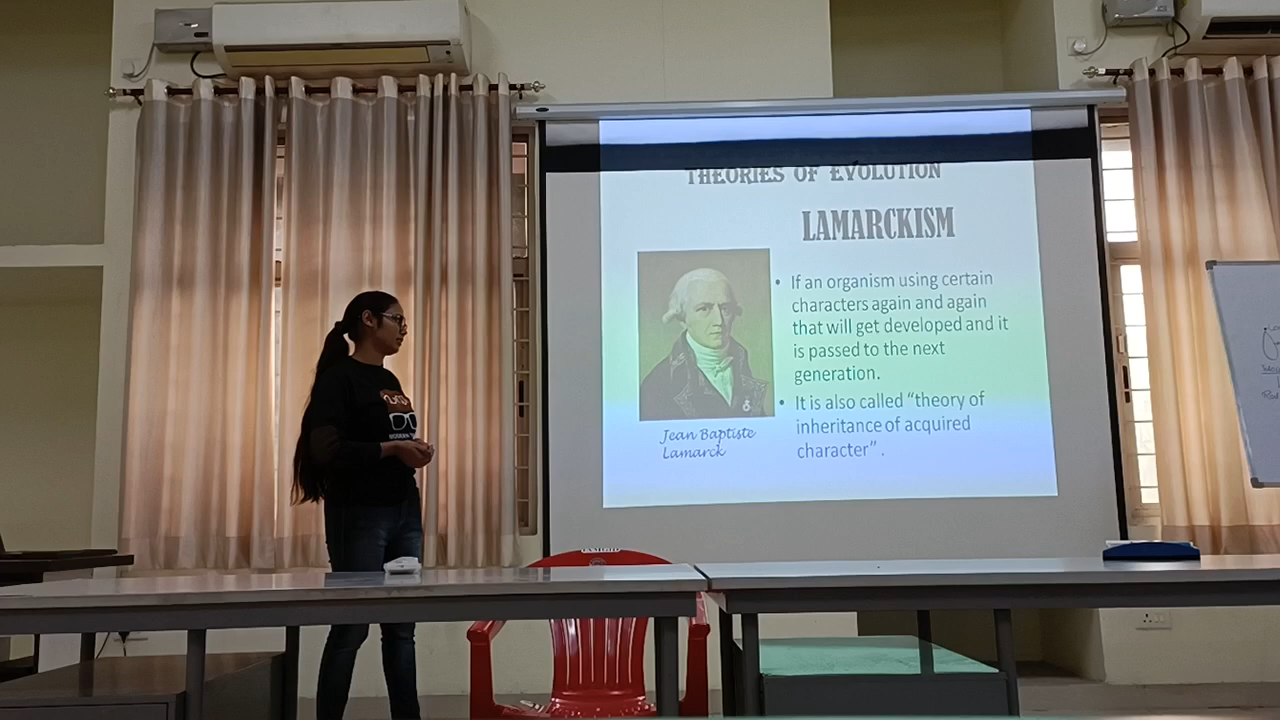 THEORIES OF EVOLUTION
LAMARCKISM
• If an organism using certain
characters again and again
that will get developed and it
is passed to the next
generation.
• It is also called “theory of
inheritance of acquired
character” .
Jean Baptiste
Lamarck